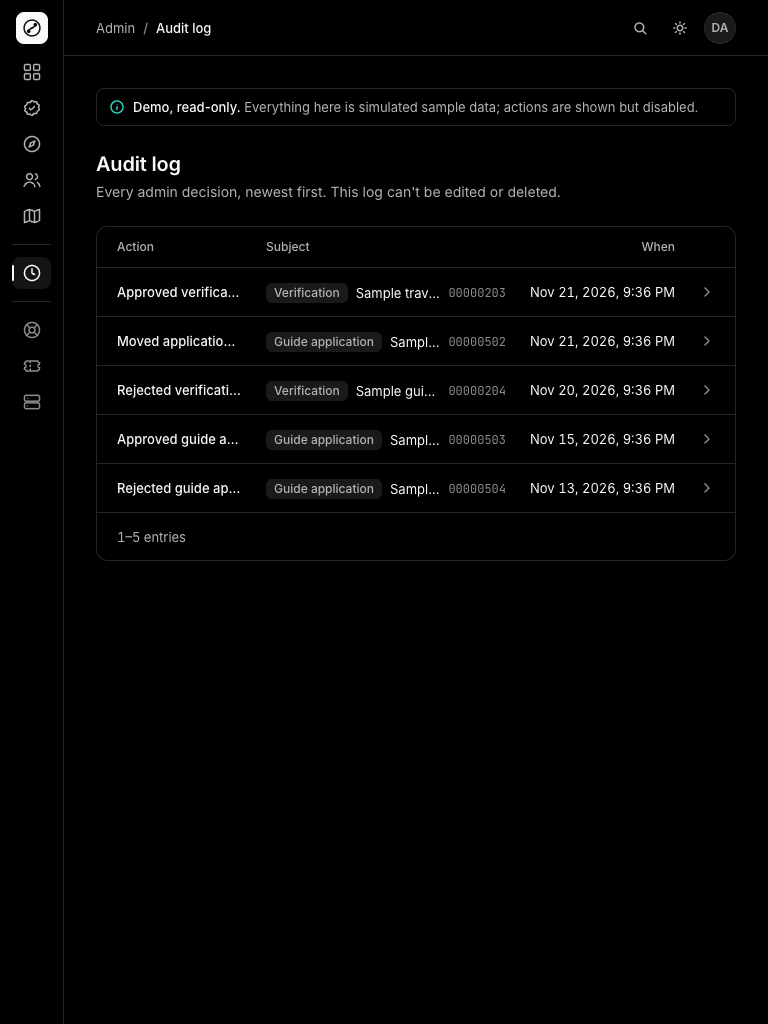 Admin / Audit log
DA
Demo, read-only. Everything here is simulated sample data; actions are shown but disabled.
Audit log
Every admin decision, newest first. This log can't be edited or deleted.
Action Subject When
Approved verifica... Verification Sample trav... 00000203 Nov 21, 2026, 9:36 PM
Moved applicatio... Guide application Sampl... 00000502 Nov 21, 2026, 9:36 PM
Rejected verificati... Verification Sample gui... 00000204 Nov 20, 2026, 9:36 PM
Approved guide a... Guide application Sampl... 00000503 Nov 15, 2026, 9:36 PM
Rejected guide ap... Guide application Sampl... 00000504 Nov 13, 2026, 9:36 PM
1–5 entries